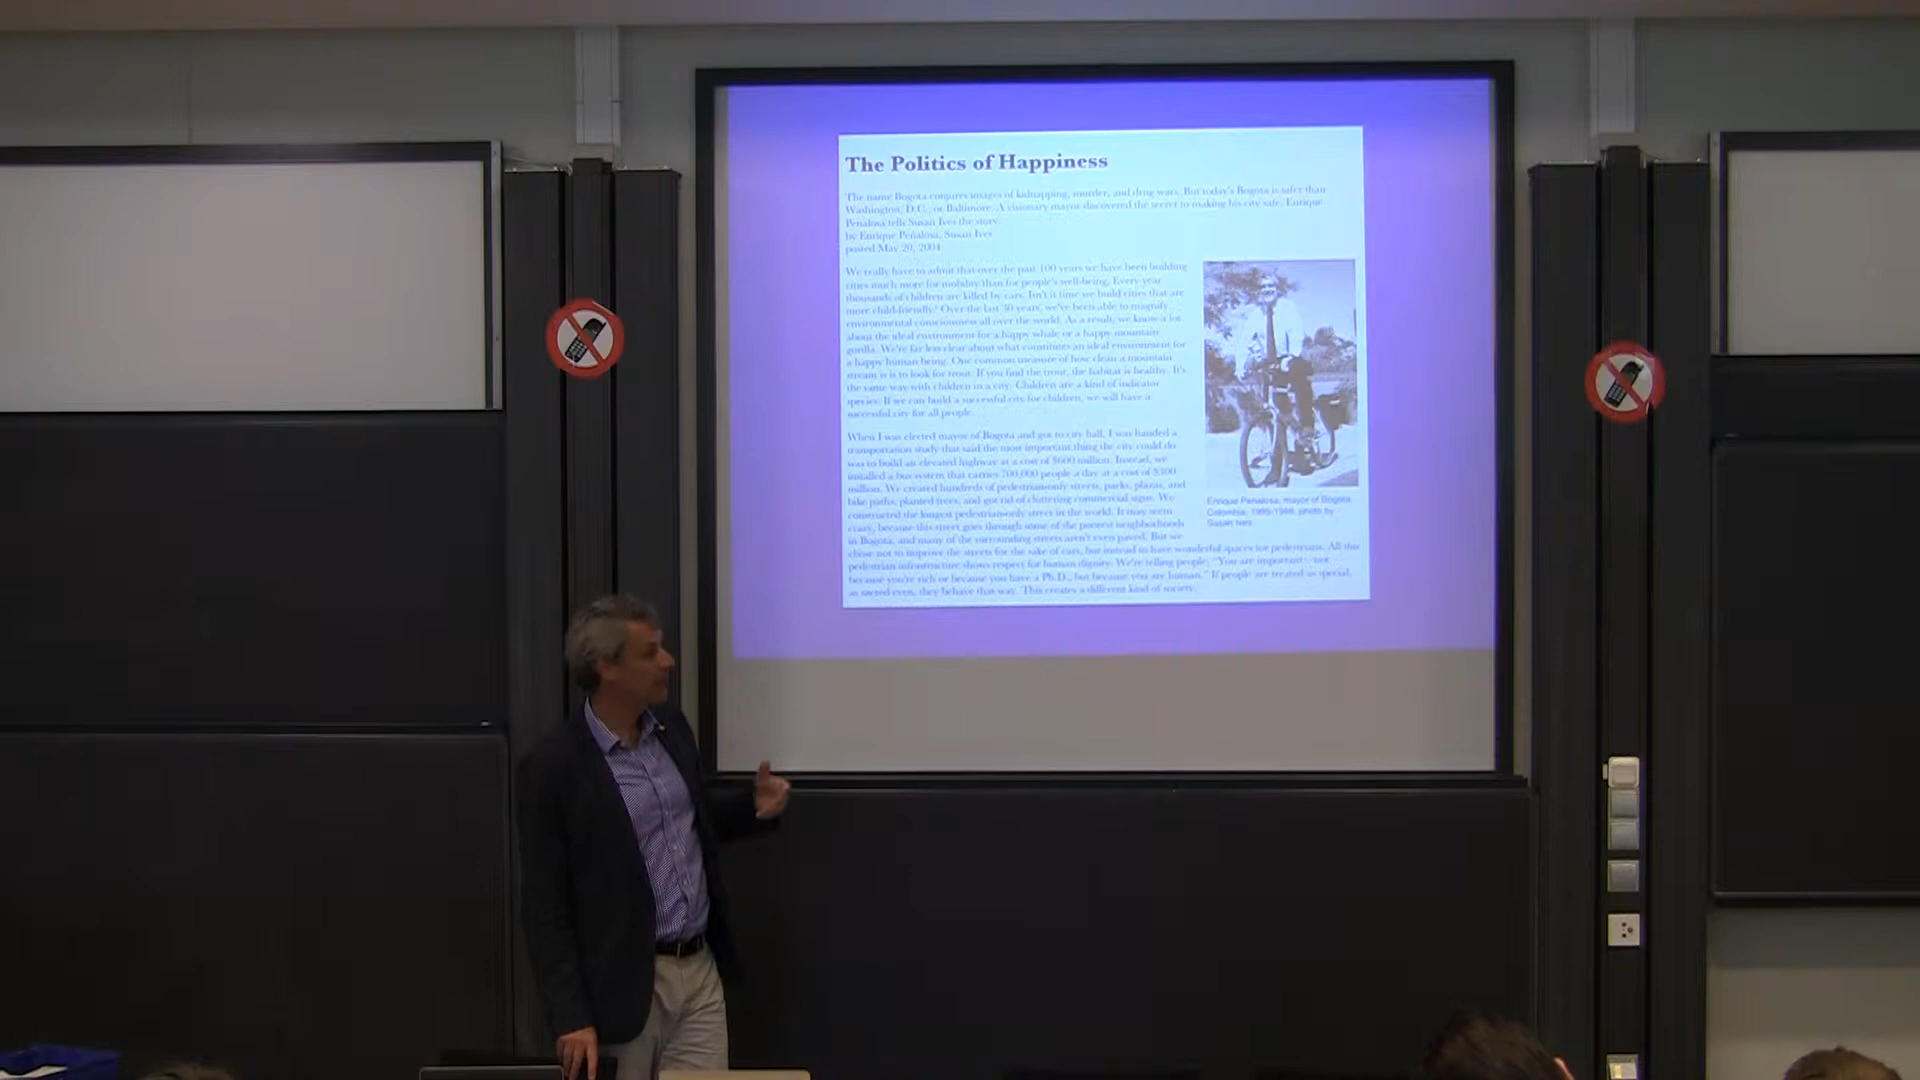 The Politics of Happiness
The name Bogota conjures images of kidnapping, murder, and drug wars. But today's Bogota is safer than
Washington, D.C., or Baltimore. A visionary mayor discovered the secret to making his city safe. Enrique
Peñalosa tells Susan Ives the story.
by Enrique Peñalosa, Susan Ives
posted May 20, 2004
We really have to admit that over the past 100 years we have been building
cities much more for mobility than for people's well-being. Every year
thousands of children are killed by cars. Isn't it time we build cities that are
more child-friendly? Over the last 30 years, we've been able to magnify
environmental consciousness all over the world. As a result, we know a lot
about the ideal environment for a happy whale or a happy mountain
gorilla. We're far less clear about what constitutes an ideal environment for
a happy human being. One common measure of how clean a mountain
stream is is to look for trout. If you find the trout, the habitat is healthy. It's
the same way with children in a city. Children are a kind of indicator
species. If we can build a successful city for children, we will have a
successful city for all people.
When I was elected mayor of Bogota and got to city hall, I was handed a
transportation study that said the most important thing the city could do
was to build an elevated highway at a cost of $600 million. Instead, we
installed a bus system that carries 700,000 people a day at a cost of $300
million. We created hundreds of pedestrian-only streets, parks, plazas, and
bike paths, planted trees, and got rid of cluttering commercial signs. We
constructed the longest pedestrian-only street in the world. It may seem
crazy, because this street goes through some of the poorest neighborhoods
in Bogota, and many of the surrounding streets aren't even paved. But we
chose not to improve the streets for the sake of cars, but instead to have wonderful spaces for pedestrians. All this
pedestrian infrastructure shows respect for human dignity. We're telling people, "You are important—not
because you're rich or because you have a Ph.D., but because you are human." If people are treated as special,
as sacred even, they behave that way. This creates a different kind of society.
Enrique Peñalosa, mayor of Bogota,
Colombia, 1995-1998, photo by
Susan Ives